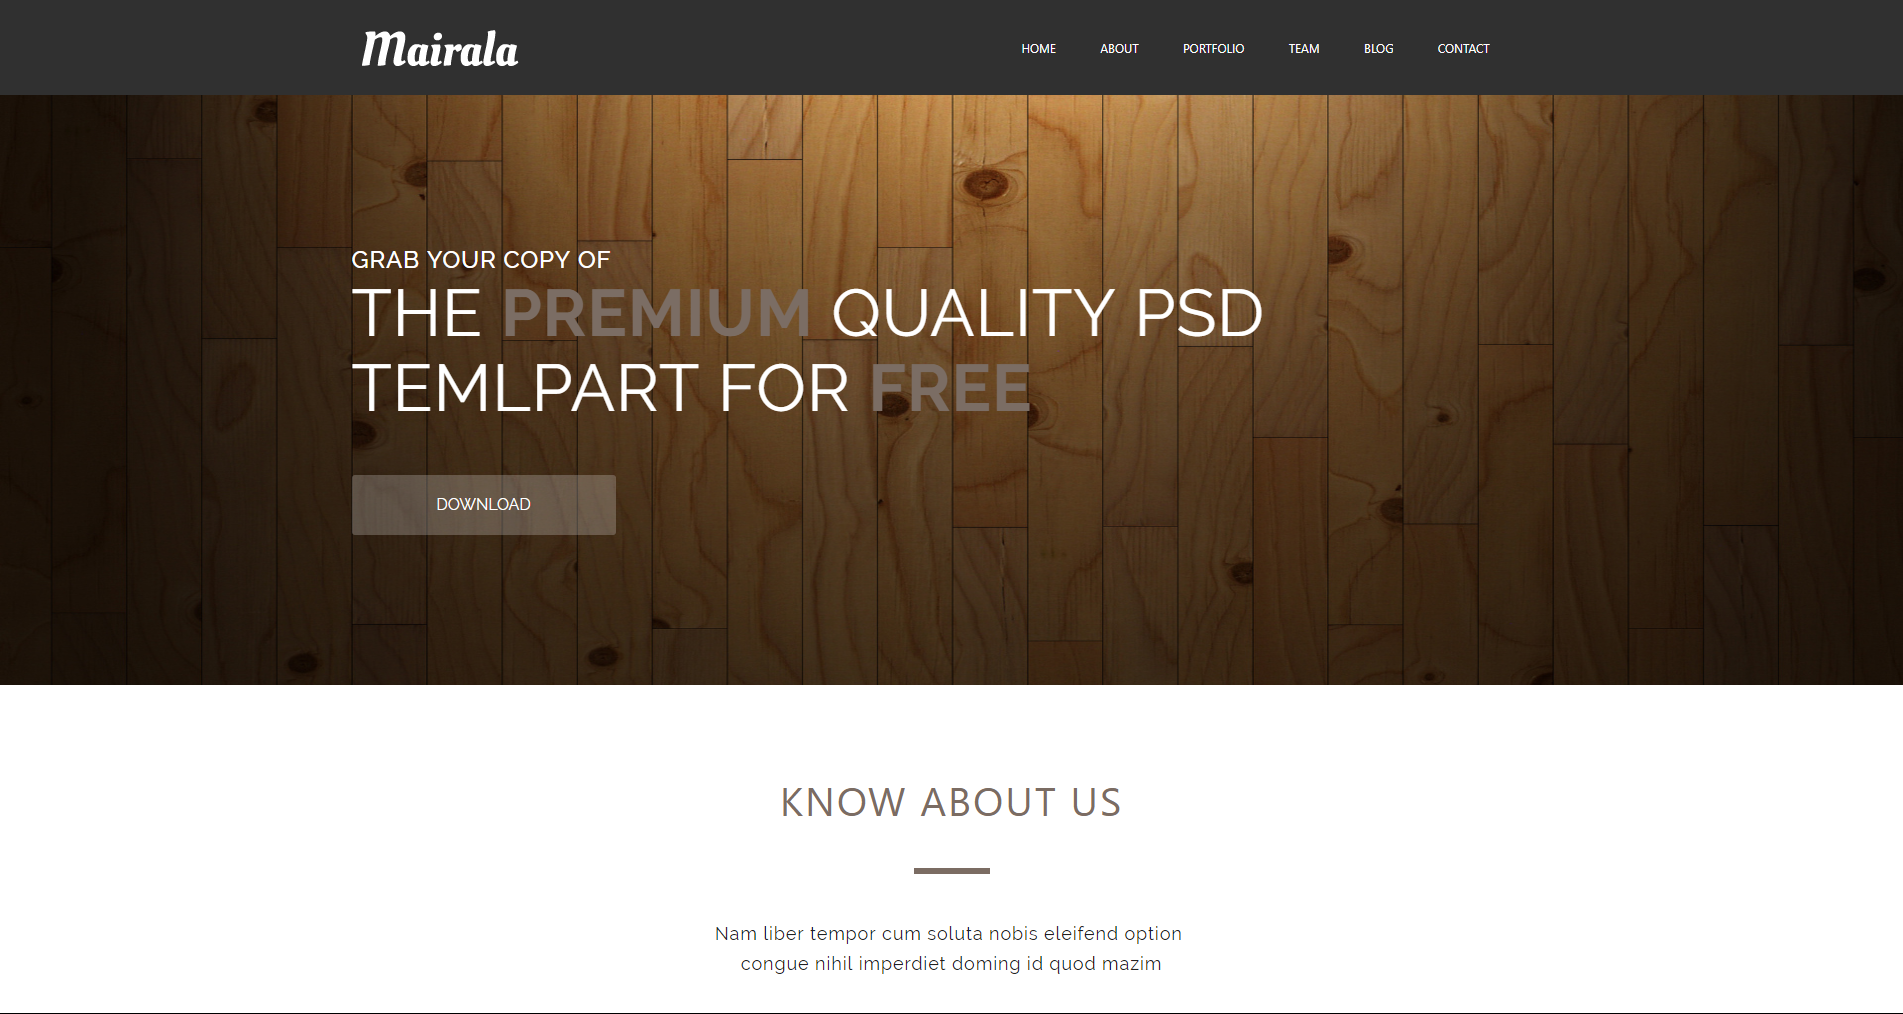 Mairala
HOME ABOUT PORTFOLIO TEAM BLOG CONTACT
GRAB YOUR COPY OF
THE PREMIUM QUALITY PSD
TEMLPART FOR FREE
DOWNLOAD
KNOW ABOUT US
Nam liber tempor cum soluta nobis eleifend option
congue nihil imperdiet doming id quod mazim